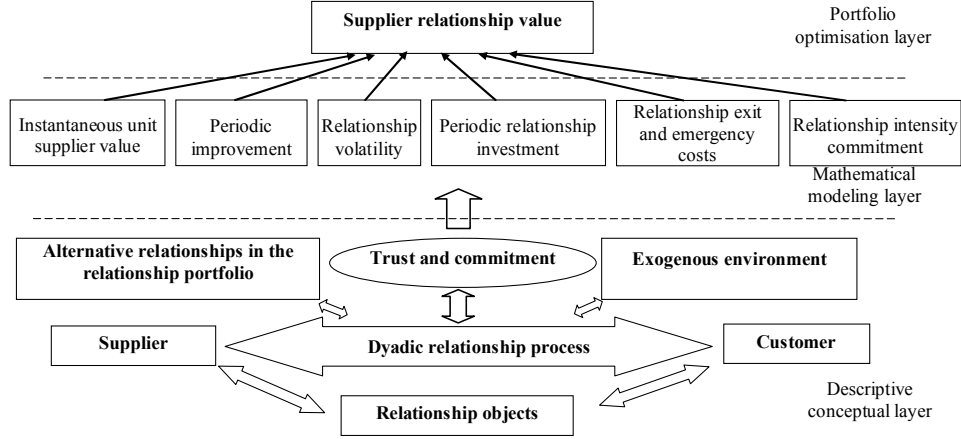 Supplier relationship value
Portfolio
optimisation layer
Instantaneous unit
supplier value
Periodic
improvement
Relationship
volatility
Periodic relationship
investment
Relationship exit
and emergency
costs
Relationship intensity
commitment
Mathematical
modeling layer
Alternative relationships in the
relationship portfolio
Trust and commitment
Exogenous environment
Supplier
Dyadic relationship process
Customer
Relationship objects
Descriptive
conceptual layer